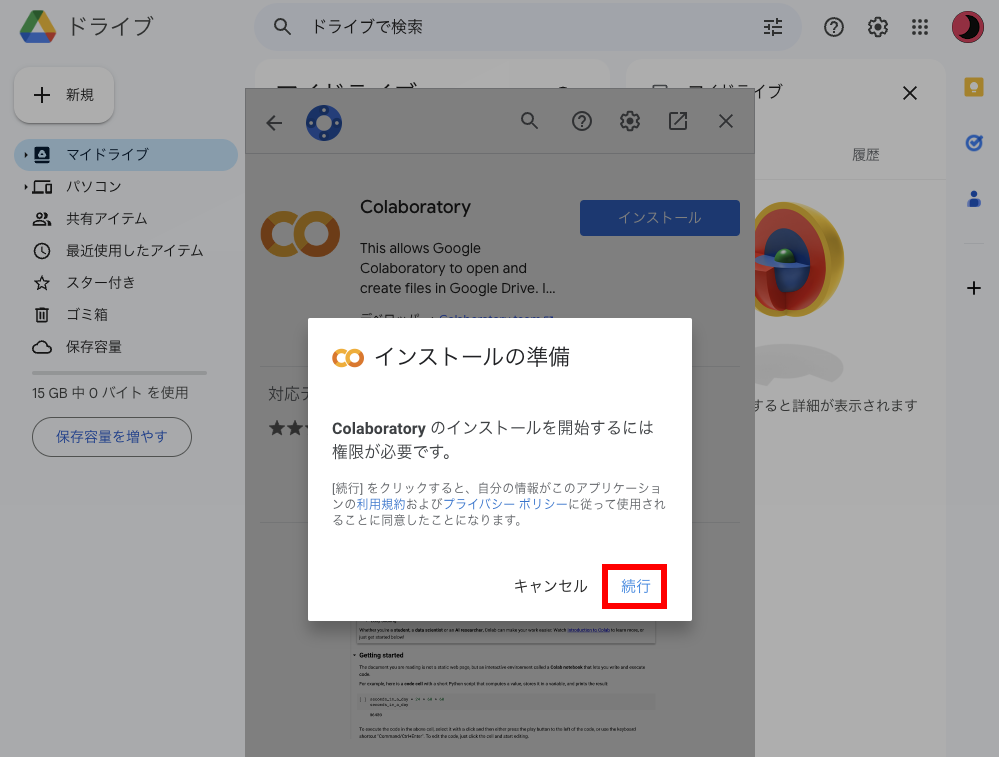 ドライブ
ドライブで検索
新規
マイドライブ
パソコン
共有アイテム
最近使用したアイテム
スター付き
ゴミ箱
保存容量
15 GB 中 0 バイト を使用
保存容量を増やす
マイドライブ
マイドライブ
履歴
すると詳細が表示されます
Colaboratory
インストール
This allows Google
Colaboratory to open and
create files in Google Drive. I...
対応デ
インストールの準備
Colaboratory のインストールを開始するには
権限が必要です。
[続行] をクリックすると、自分の情報がこのアプリケーショ
ンの利用規約およびプライバシー ポリシーに従って使用され
ることに同意したことになります。
キャンセル
続行
Whether you're a student, a data scientist or an AI researcher, Colab can make your work easier. Watch Introduction to Colab to learn more, or
just get started below!
Getting started
The document you are reading is not a static web page, but an interactive environment called a Colab notebook that lets you write and execute
code.
For example, here is a code cell with a short Python script that computes a value, stores it in a variable, and prints the result:
[ ] seconds_in_a_day = 24 * 60 * 60
seconds_in_a_day
86400
To execute the code in the above cell, select it with a click and then either press the play button to the left of the code, or use the keyboard
shortcut "Command/Ctrl+Enter". To edit the code, just click the cell and start editing.